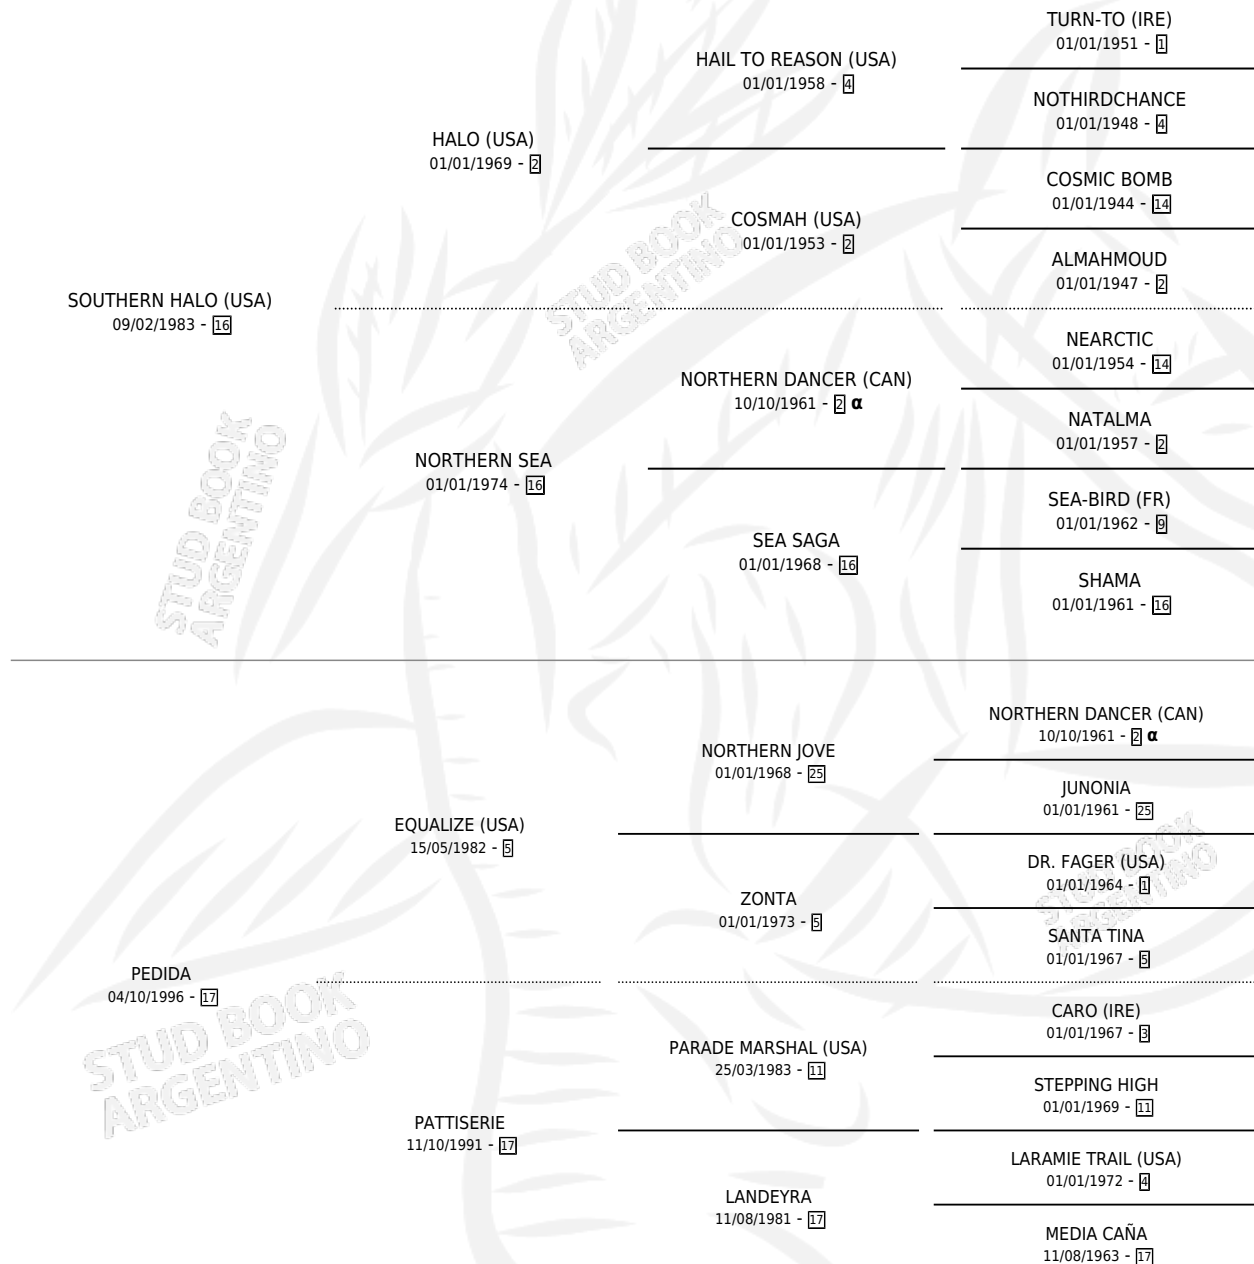 TURN-TO (IRE)
01/01/1951 - 1
HAIL TO REASON (USA)
01/01/1958 - 4
NOTHIRDCHANCE
01/01/1948 - 4
HALO (USA)
01/01/1969 - 2
COSMIC BOMB
01/01/1944 - 14
COSMAH (USA)
01/01/1953 - 2
ALMAHMOUD
01/01/1947 - 2
SOUTHERN HALO (USA)
09/02/1983 - 16
NEARCTIC
01/01/1954 - 14
NORTHERN DANCER (CAN)
10/10/1961 - 2 α
NATALMA
01/01/1957 - 2
NORTHERN SEA
01/01/1974 - 16
SEA-BIRD (FR)
01/01/1962 - 9
SEA SAGA
01/01/1968 - 16
SHAMA
01/01/1961 - 16
NORTHERN DANCER (CAN)
10/10/1961 - 2 α
NORTHERN JOVE
01/01/1968 - 25
JUNONIA
01/01/1961 - 25
EQUALIZE (USA)
15/05/1982 - 5
DR. FAGER (USA)
01/01/1964 - 1
ZONTA
01/01/1973 - 5
SANTA TINA
01/01/1967 - 5
PEDIDA
04/10/1996 - 17
CARO (IRE)
01/01/1967 - 3
PARADE MARSHAL (USA)
25/03/1983 - 11
STEPPING HIGH
01/01/1969 - 11
PATTISERIE
11/10/1991 - 17
LARAMIE TRAIL (USA)
01/01/1972 - 4
LANDEYRA
11/08/1981 - 17
MEDIA CAÑA
11/08/1963 - 17
STUD BOOK
ARGENTINO
STUD BOOK
ARGENTINO
STUD BOOK
ARGENTINO
STUD BOOK
ARGENTINO